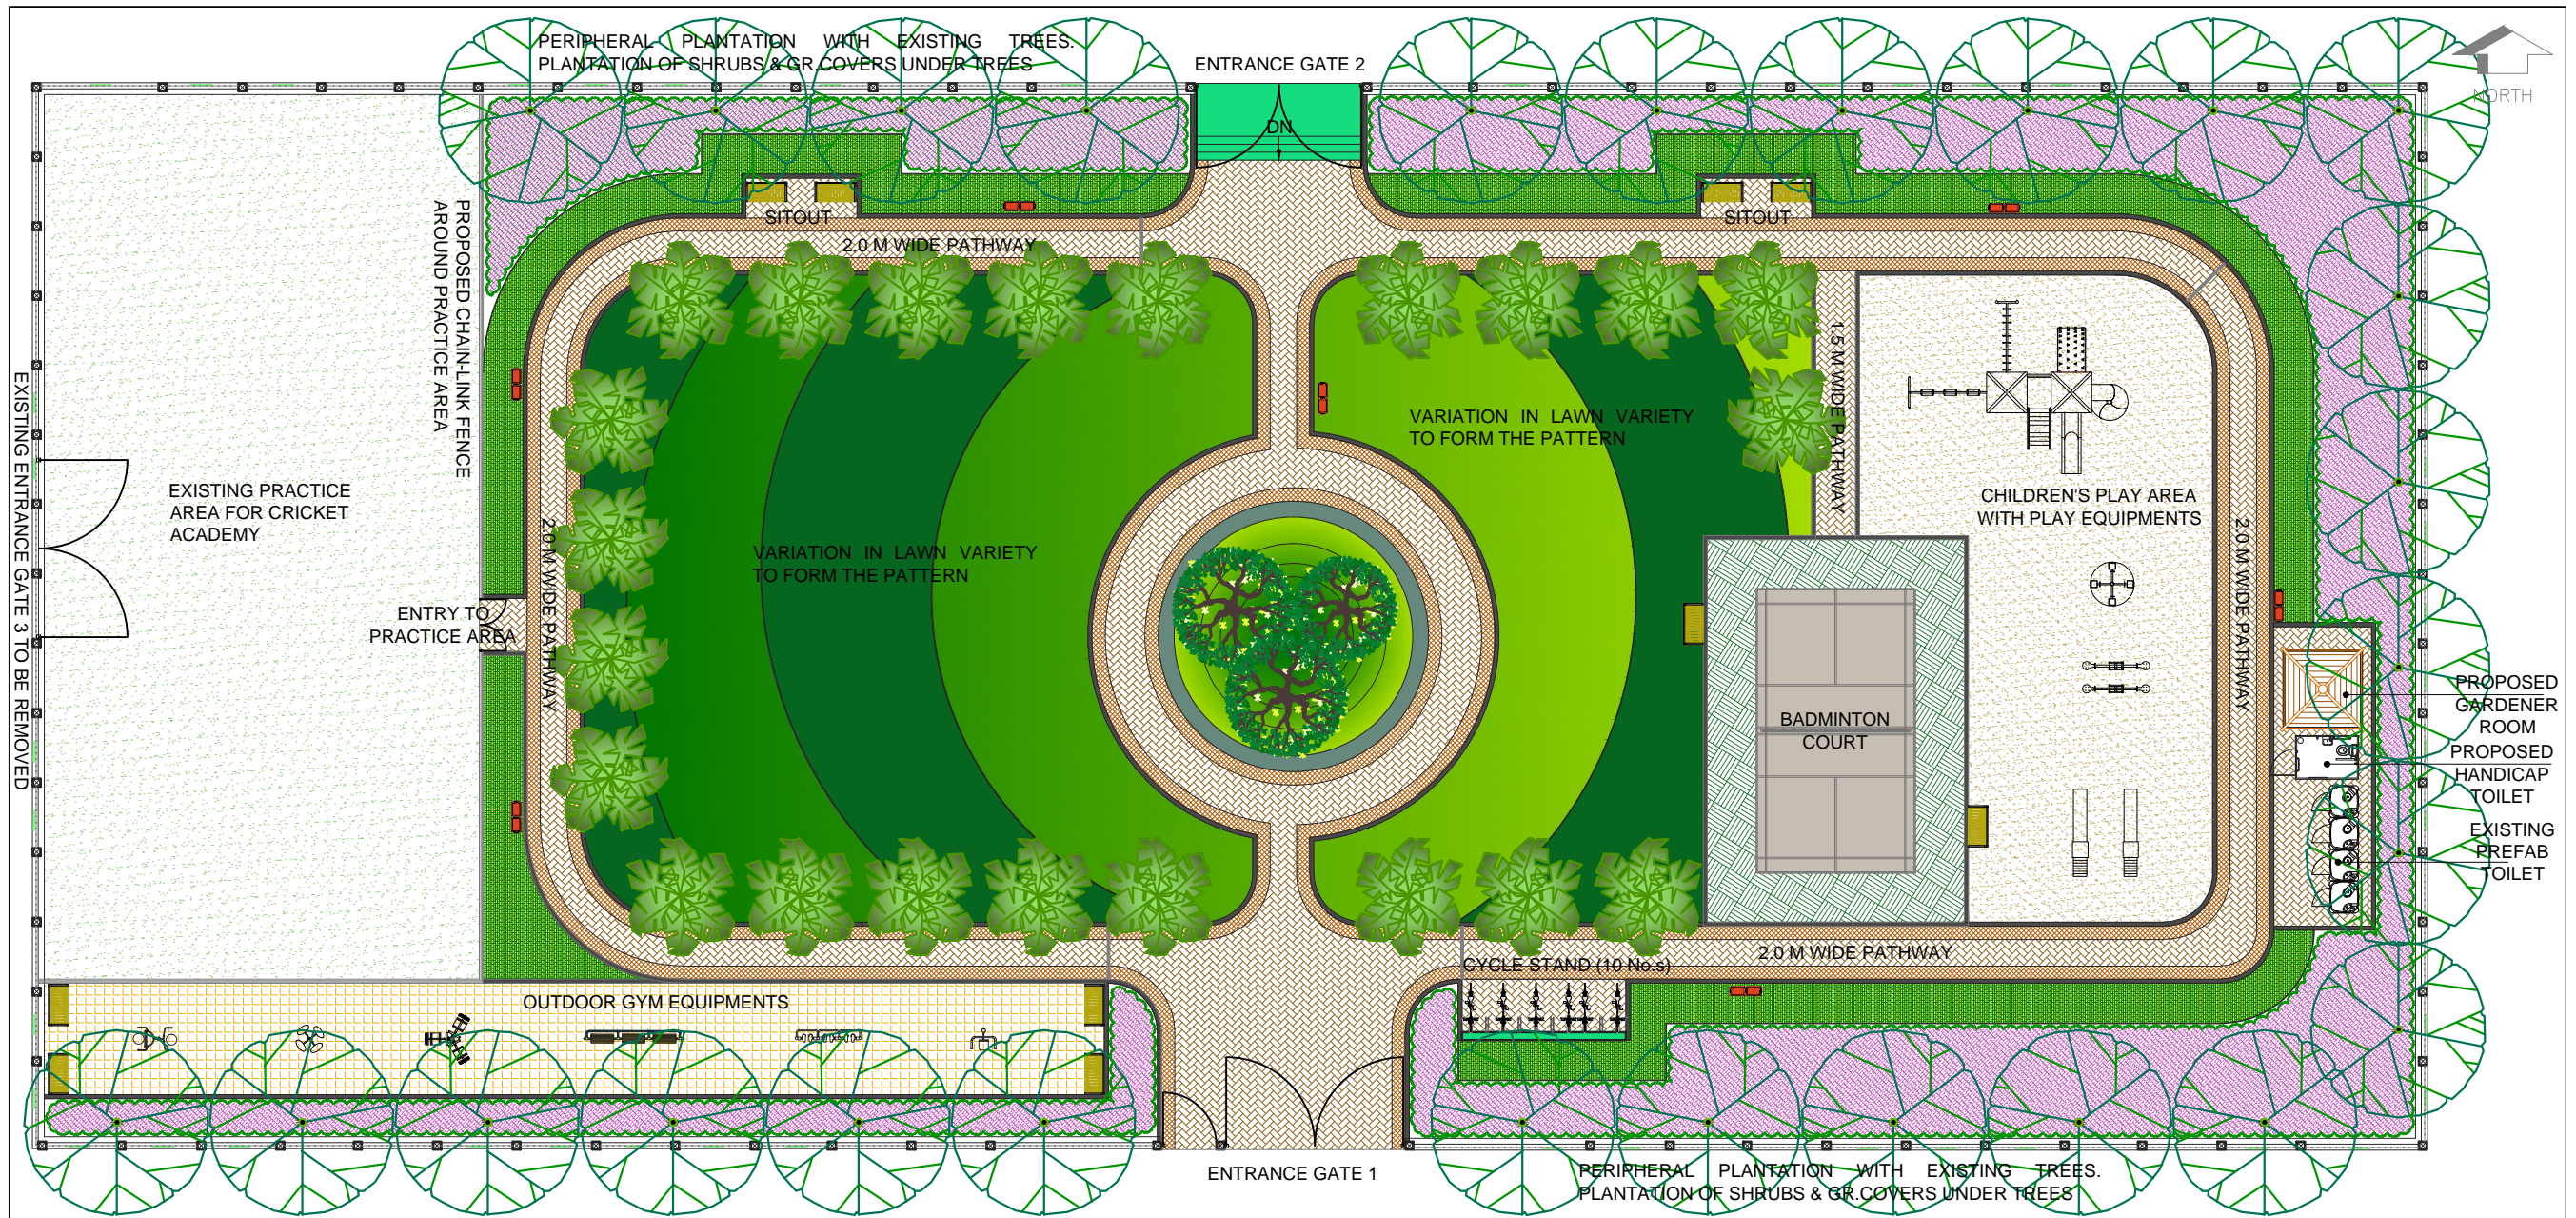 PERIPHERAL PLANTATION WITH EXISTING TREES.
PLANTATION OF SHRUBS & GR.COVERS UNDER TREES
ENTRANCE GATE 2
NORTH
DN
SITOUT
SITOUT
2.0 M WIDE PATHWAY
PROPOSED CHAIN-LINK FENCE
AROUND PRACTICE AREA
1.5 M WIDE PATHWAY
EXISTING ENTRANCE GATE 3 TO BE REMOVED
VARIATION IN LAWN VARIETY
TO FORM THE PATTERN
EXISTING PRACTICE
AREA FOR CRICKET
ACADEMY
CHILDREN'S PLAY AREA
WITH PLAY EQUIPMENTS
2.0 M WIDE PATHWAY
2.0 M WIDE PATHWAY
VARIATION IN LAWN VARIETY
TO FORM THE PATTERN
ENTRY TO
PRACTICE AREA
PROPOSED
GARDENER
ROOM
BADMINTON
COURT
PROPOSED
HANDICAP
TOILET
EXISTING
PREFAB
TOILET
2.0 M WIDE PATHWAY
CYCLE STAND (10 No.s)
OUTDOOR GYM EQUIPMENTS
ENTRANCE GATE 1
PERIPHERAL PLANTATION WITH EXISTING TREES.
PLANTATION OF SHRUBS & GR.COVERS UNDER TREES